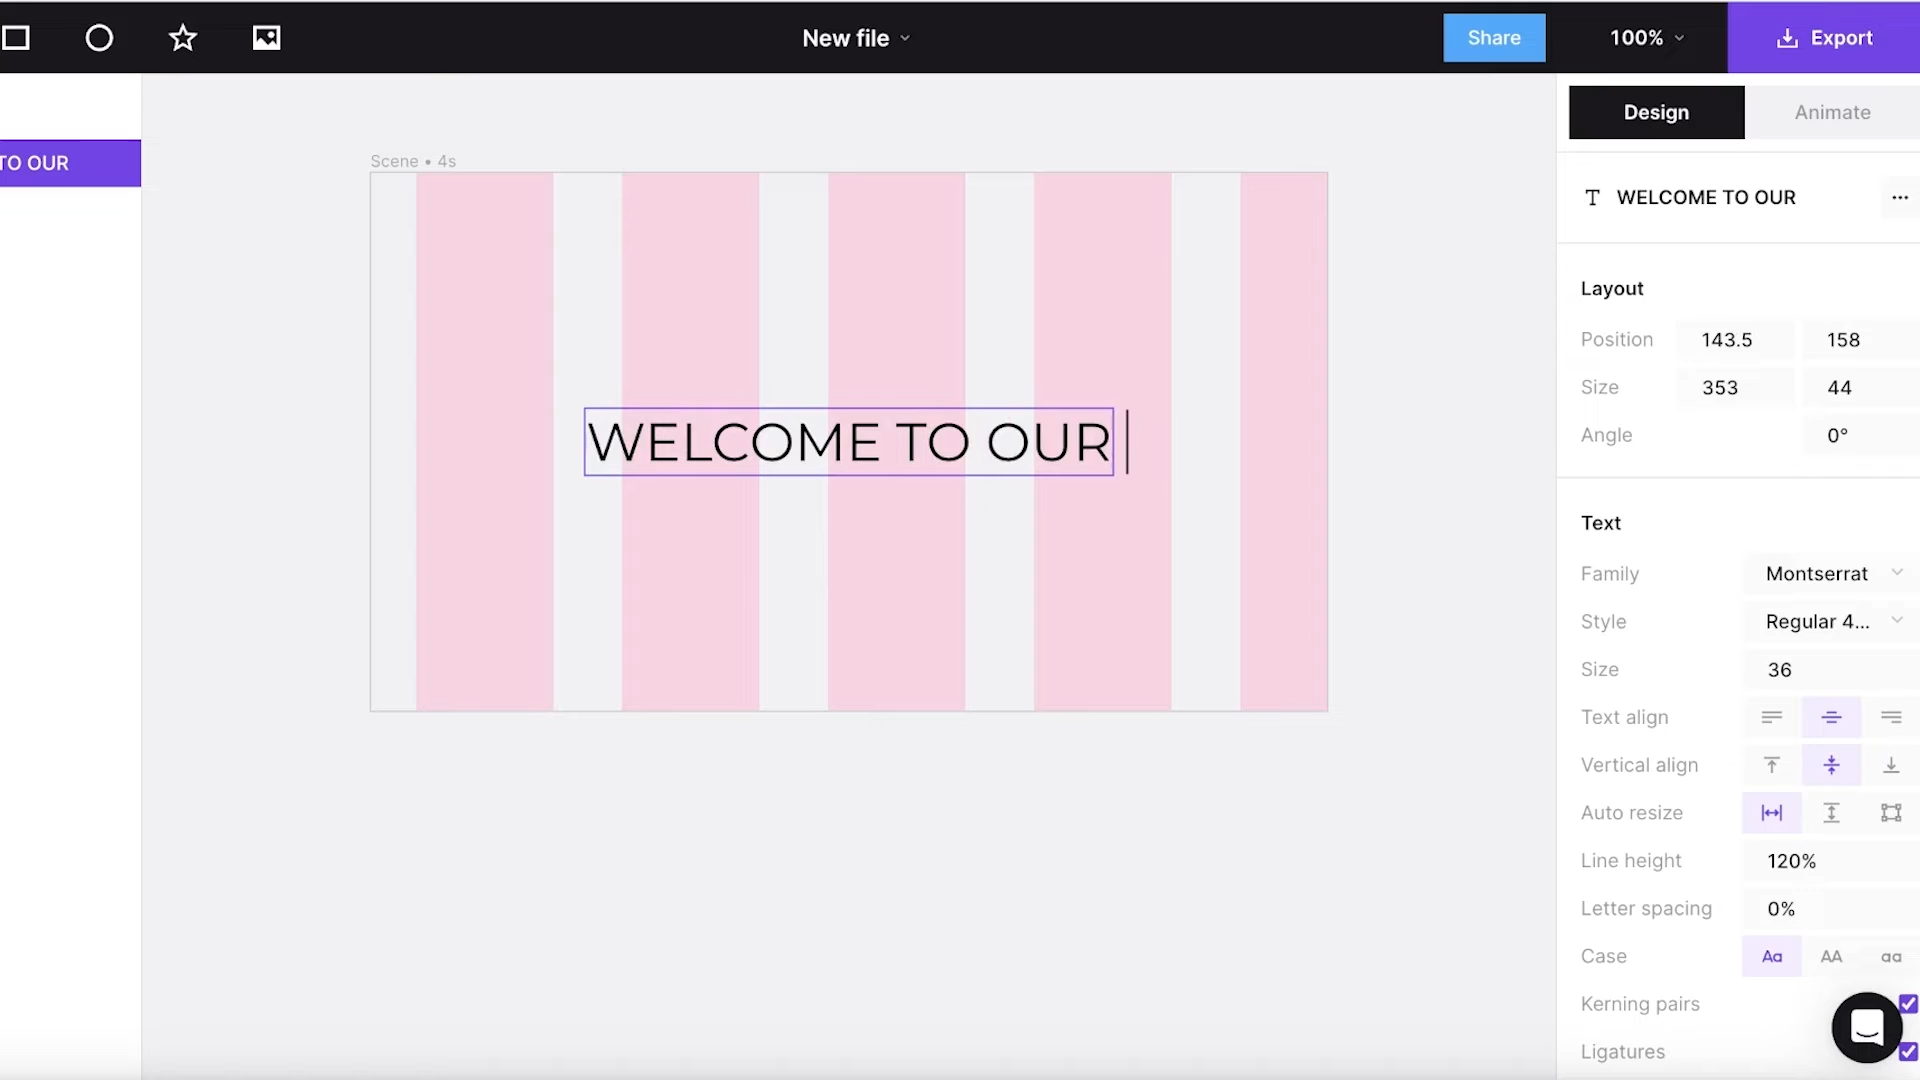 New file
Share
100%
Export
Design
Animate
TO OUR
Scene • 4s
T WELCOME TO OUR
Layout
Position 143.5 158
Size 353 44
Angle 0°
WELCOME TO OUR
Text
Family Montserrat
Style Regular 4...
Size 36
Text align
Vertical align
Auto resize
Line height 120%
Letter spacing 0%
Case Aa AA aa
Kerning pairs
Ligatures